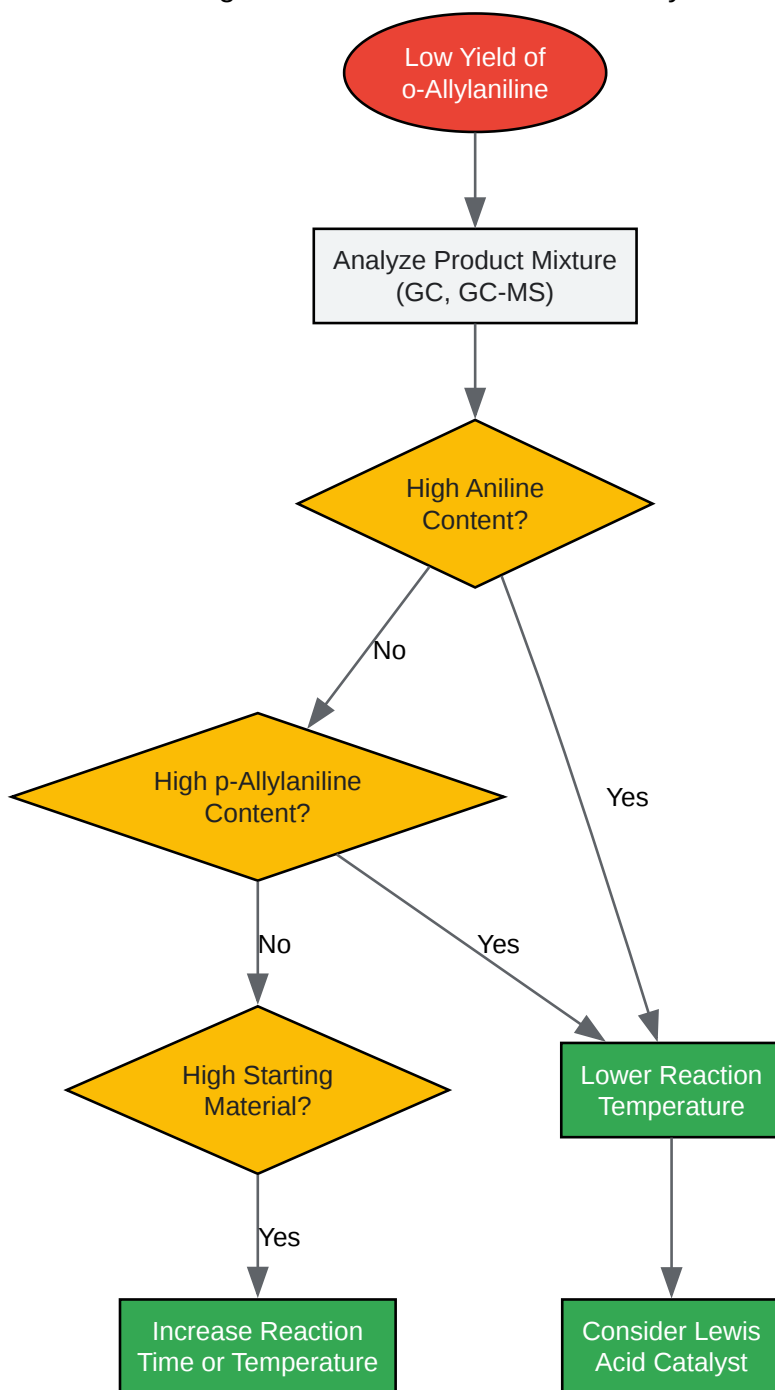 Low Yield of
o-Allylaniline
Analyze Product Mixture
(GC, GC-MS)
High Aniline
Content?
No
Yes
High p-Allylaniline
Content?
No
Yes
High Starting
Material?
Lower Reaction
Temperature
Yes
Increase Reaction
Time or Temperature
Consider Lewis
Acid Catalyst